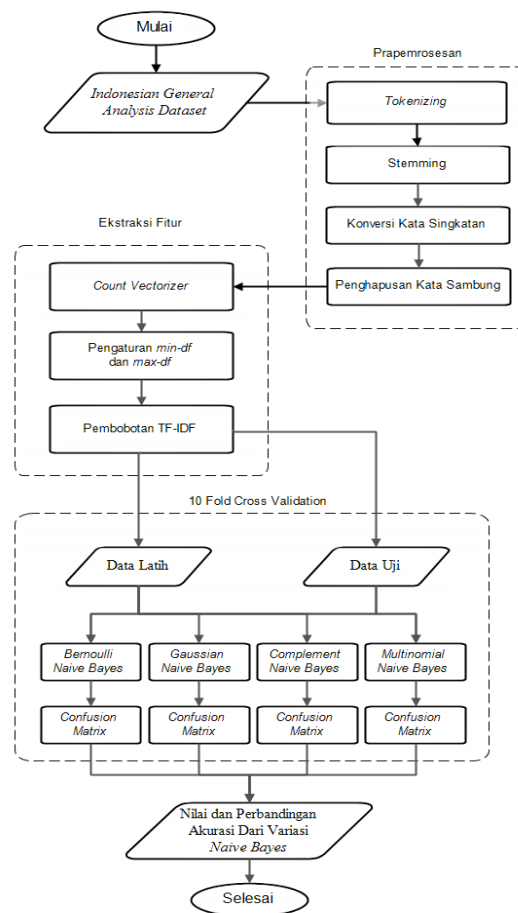 Mulai
Indonesian General
Analysis Dataset
Prapemrosesan
Tokenizing
Stemming
Konversi Kata Singkatan
Penghapusan Kata Sambung
Ekstraksi Fitur
Count Vectorizer
Pengaturan min-df
dan max-df
Pembobotan TF-IDF
10 Fold Cross Validation
Data Latih
Data Uji
Bernoulli
Naive Bayes
Gaussian
Naive Bayes
Complement
Naive Bayes
Multinomial
Naive Bayes
Confusion
Matrix
Confusion
Matrix
Confusion
Matrix
Confusion
Matrix
Nilai dan Perbandingan
Akurasi Dari Variasi
Naive Bayes
Selesai